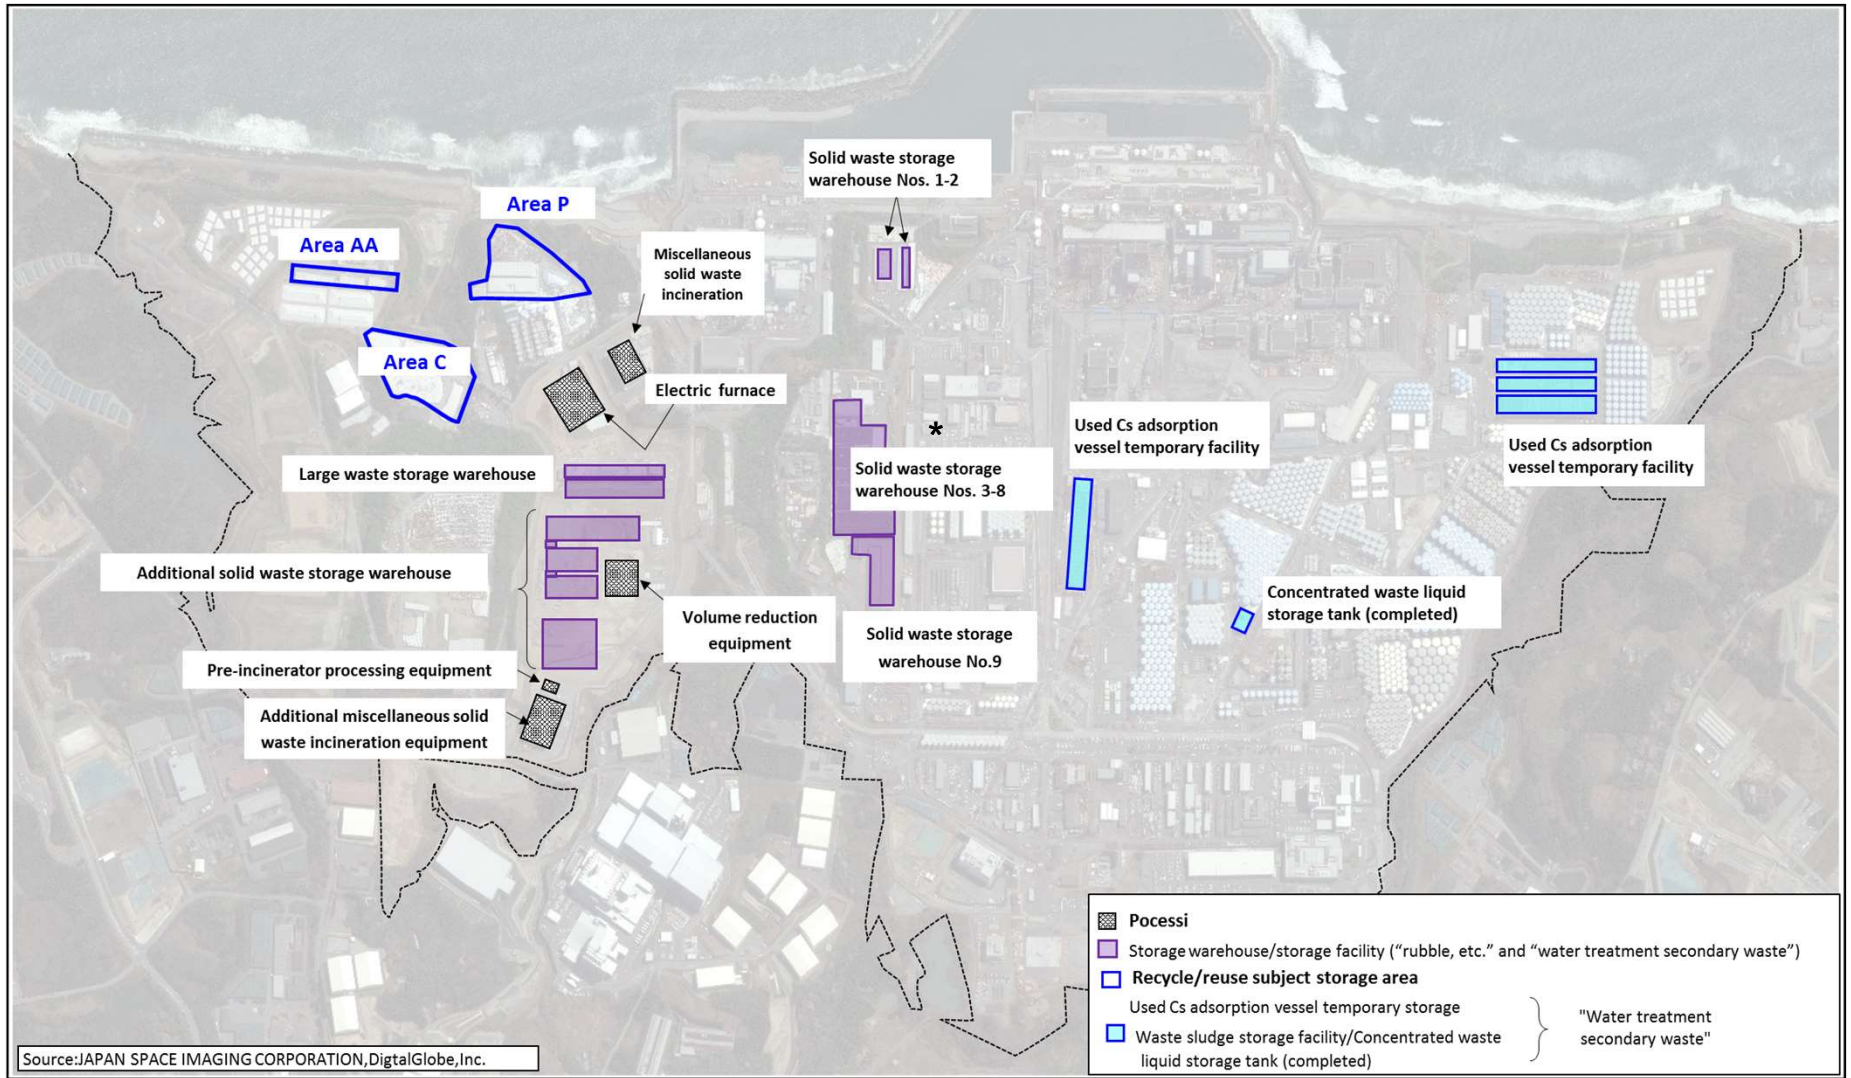 Solid waste storage
warehouse Nos. 1-2
Area P
Area AA
Miscellaneous
solid waste
incineration
Area C
Electric furnace
*
Used Cs adsorption
vessel temporary facility
Used Cs adsorption
vessel temporary facility
Large waste storage warehouse
Solid waste storage
warehouse Nos. 3-8
Additional solid waste storage warehouse
Concentrated waste liquid
storage tank (completed)
Volume reduction
equipment
Solid waste storage
warehouse No.9
Pre-incinerator processing equipment
Additional miscellaneous solid
waste incineration equipment
Pocessi
Storage warehouse/storage facility (“rubble, etc.” and “water treatment secondary waste”)
Recycle/reuse subject storage area
Used Cs adsorption vessel temporary storage
Waste sludge storage facility/Concentrated waste
liquid storage tank (completed)
"Water treatment
secondary waste"
Source:JAPAN SPACE IMAGING CORPORATION,DigtalGlobe,Inc.